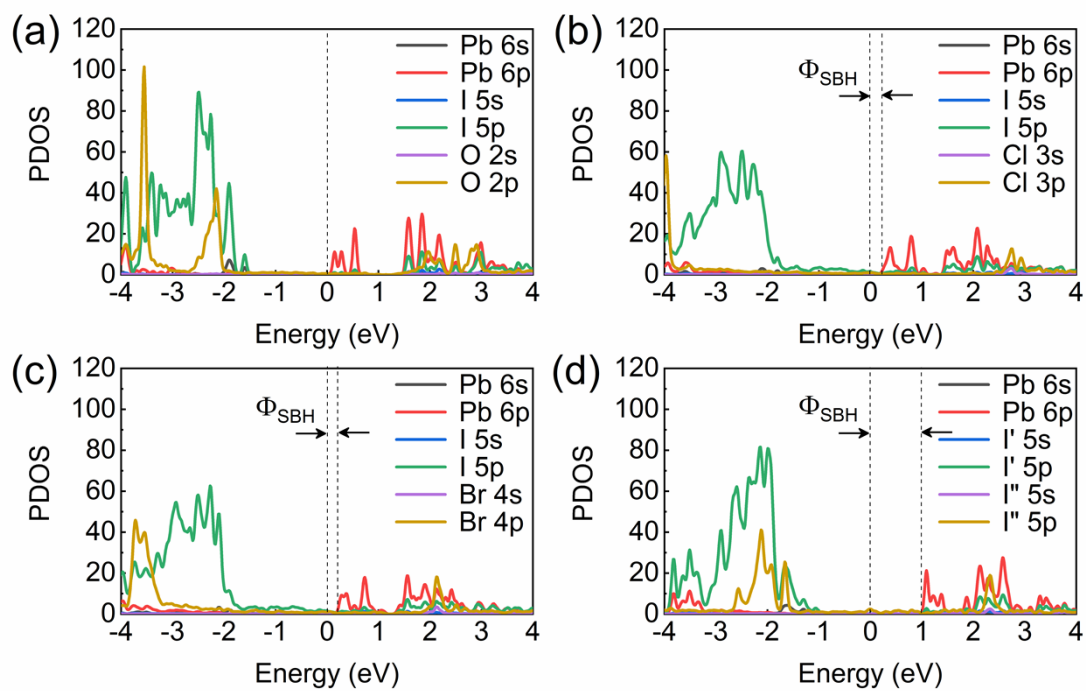 (a)
120
100
80
60
40
20
0
PDOS
-4 -3 -2 -1 0 1 2 3 4
Energy (eV)
Pb 6s
Pb 6p
I 5s
I 5p
O 2s
O 2p
(b)
120
100
80
60
40
20
0
PDOS
-4 -3 -2 -1 0 1 2 3 4
Energy (eV)
ΦSBH
Pb 6s
Pb 6p
I 5s
I 5p
Cl 3s
Cl 3p
(c)
120
100
80
60
40
20
0
PDOS
-4 -3 -2 -1 0 1 2 3 4
Energy (eV)
ΦSBH
Pb 6s
Pb 6p
I 5s
I 5p
Br 4s
Br 4p
(d)
120
100
80
60
40
20
0
PDOS
-4 -3 -2 -1 0 1 2 3 4
Energy (eV)
ΦSBH
Pb 6s
Pb 6p
I' 5s
I' 5p
I" 5s
I" 5p